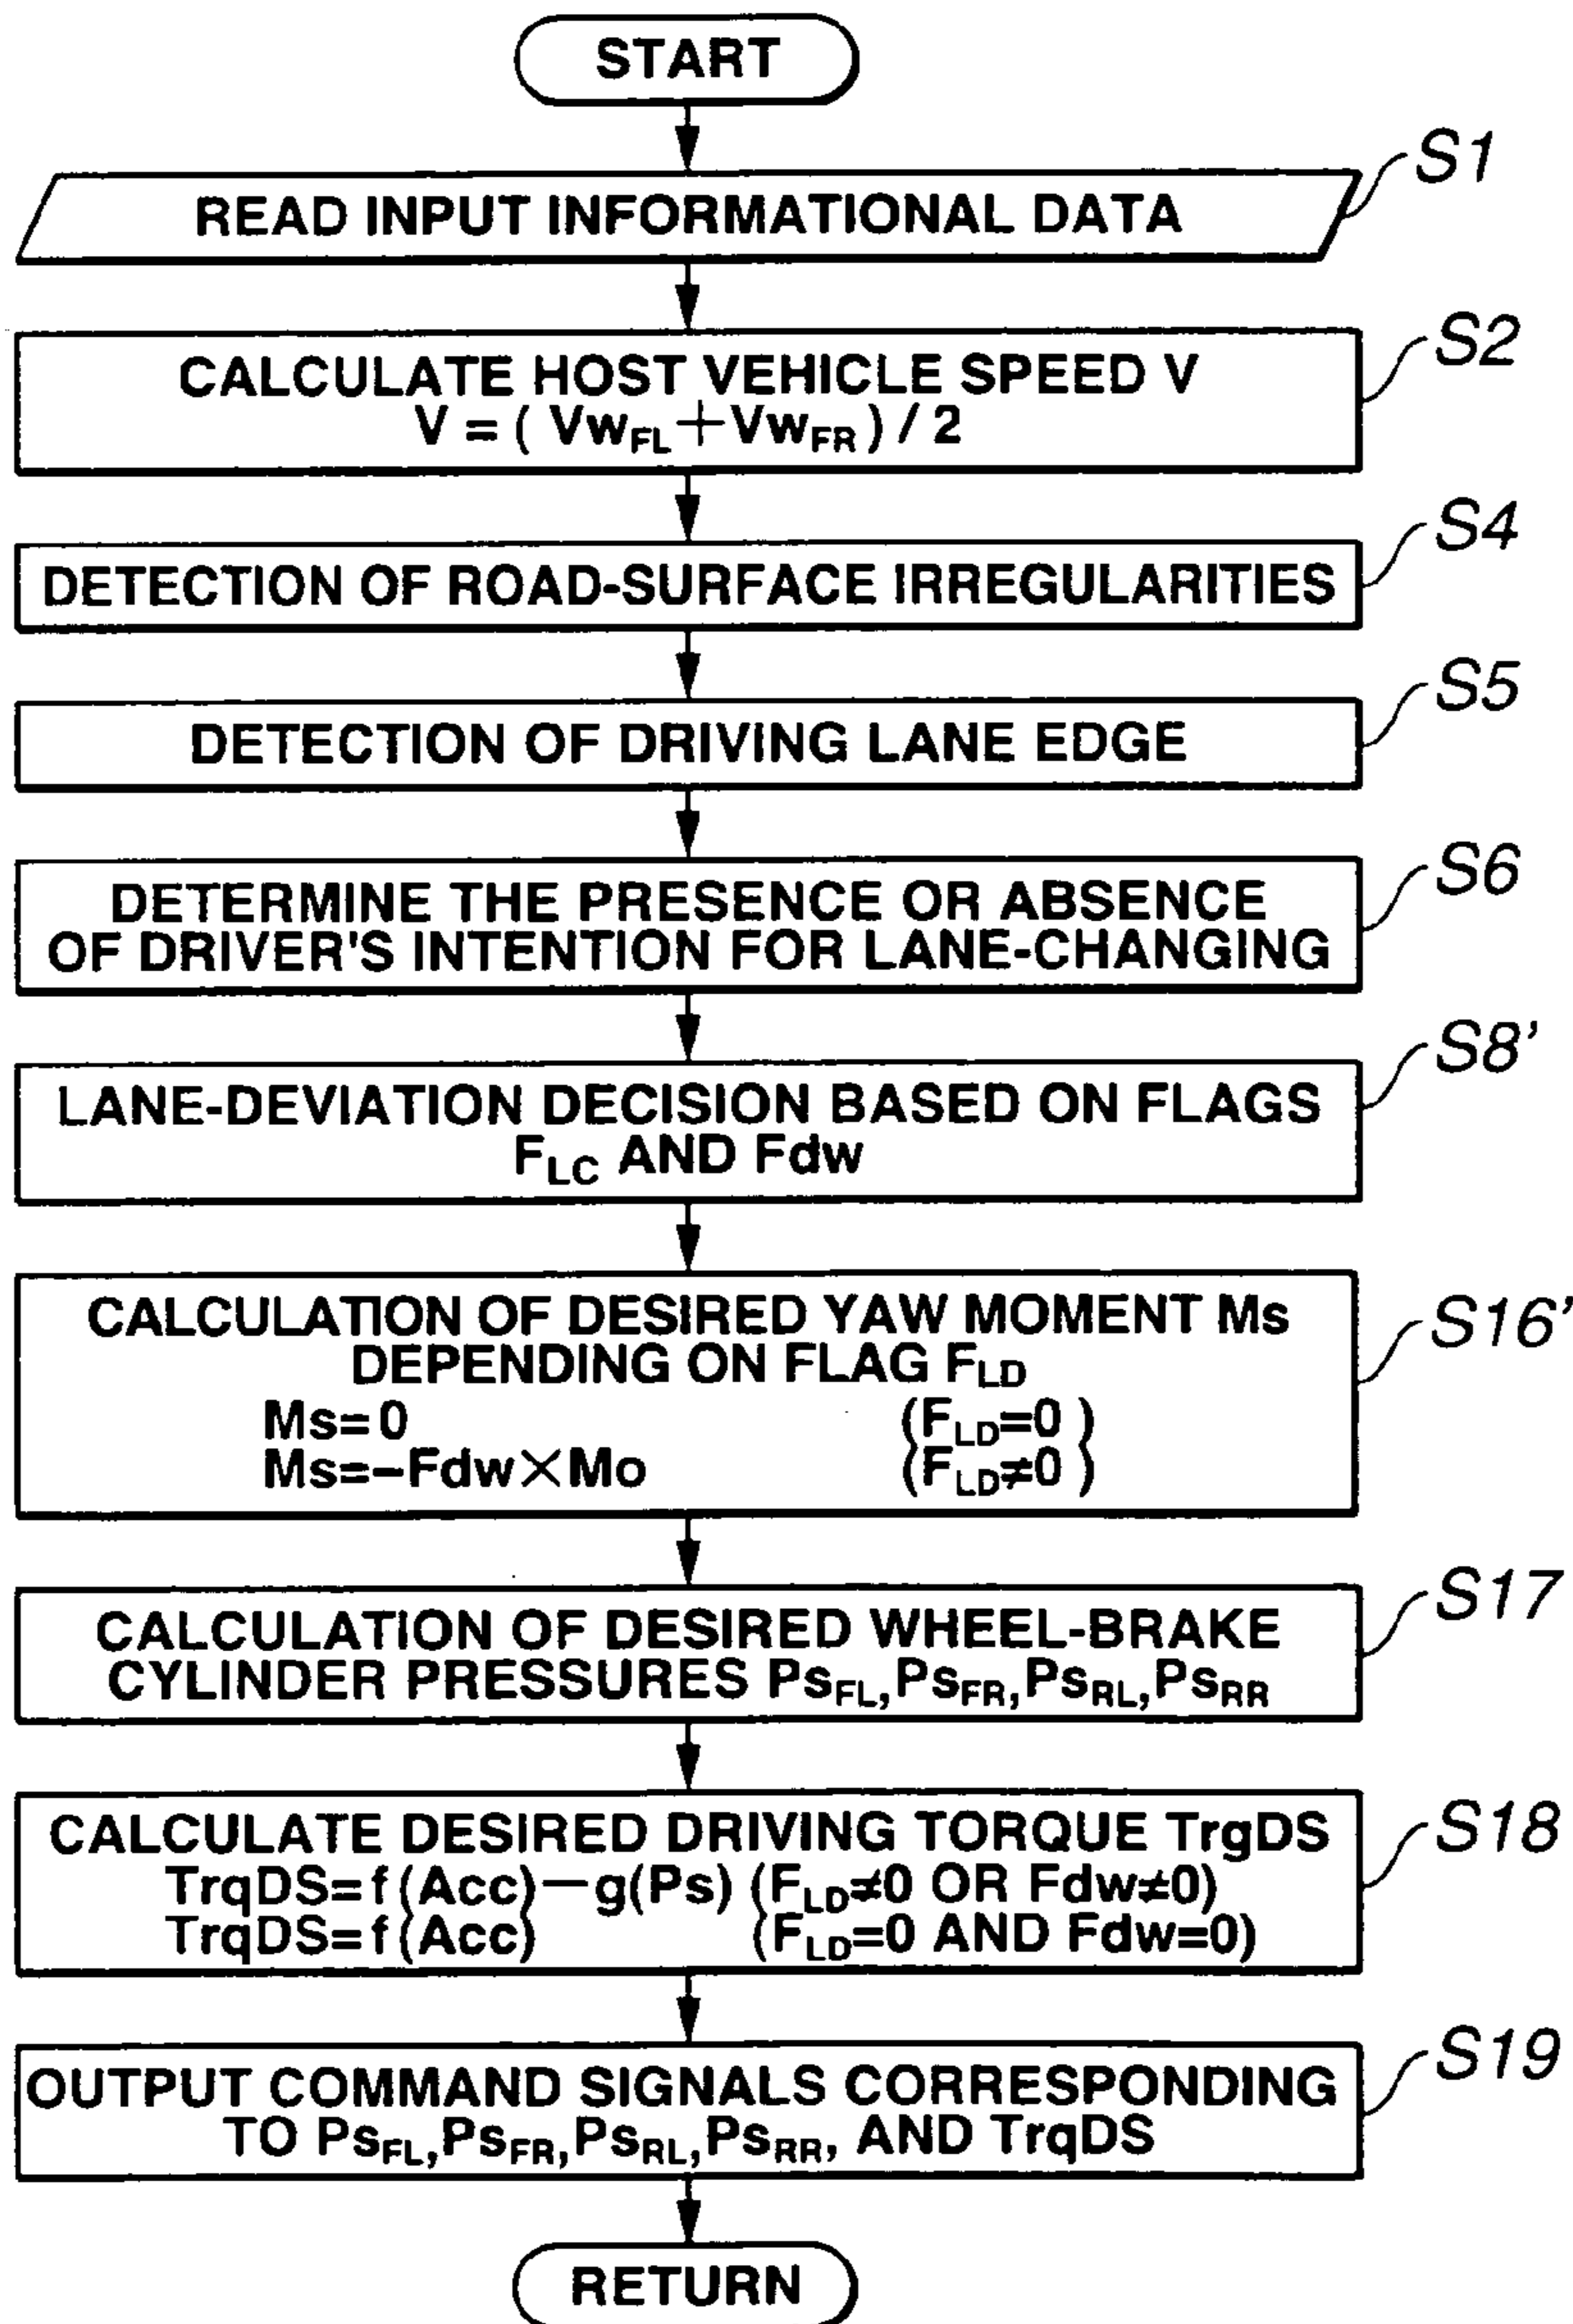 START
S1
READ INPUT INFORMATIONAL DATA
S2
CALCULATE HOST VEHICLE SPEED V
V = ( VwFL+VwFR ) / 2
S4
DETECTION OF ROAD-SURFACE IRREGULARITIES
S5
DETECTION OF DRIVING LANE EDGE
S6
DETERMINE THE PRESENCE OR ABSENCE
OF DRIVER'S INTENTION FOR LANE-CHANGING
S8'
LANE-DEVIATION DECISION BASED ON FLAGS
FLC AND Fdw
S16'
CALCULATION OF DESIRED YAW MOMENT Ms
DEPENDING ON FLAG FLD
Ms=0 (FLD=0 )
Ms=-Fdw×Mo (FLD≠0 )
S17
CALCULATION OF DESIRED WHEEL-BRAKE
CYLINDER PRESSURES PsFL,PsFR,PsRL,PsRR
S18
CALCULATE DESIRED DRIVING TORQUE TrgDS
TrqDS=f(Acc)-g(Ps) (FLD≠0 OR Fdw≠0)
TrqDS=f(Acc) (FLD=0 AND Fdw=0)
S19
OUTPUT COMMAND SIGNALS CORRESPONDING
TO PsFL,PsFR,PsRL,PsRR, AND TrqDS
RETURN